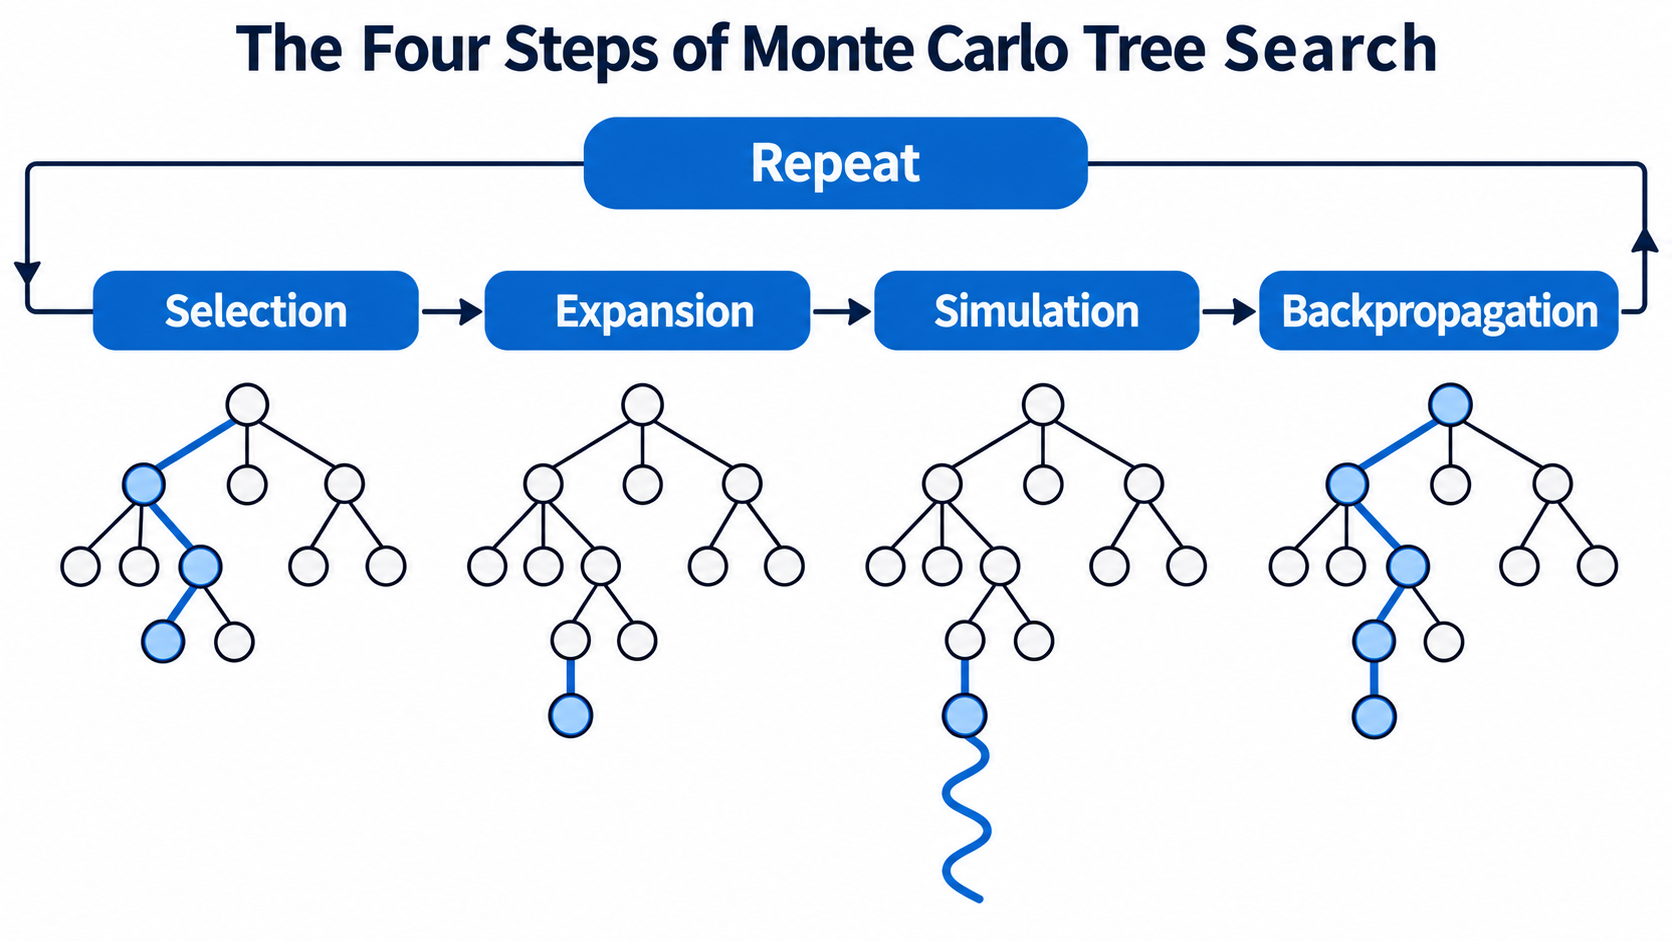 The Four Steps of Monte Carlo Tree Search
Repeat
Selection
Expansion
Simulation
Backpropagation